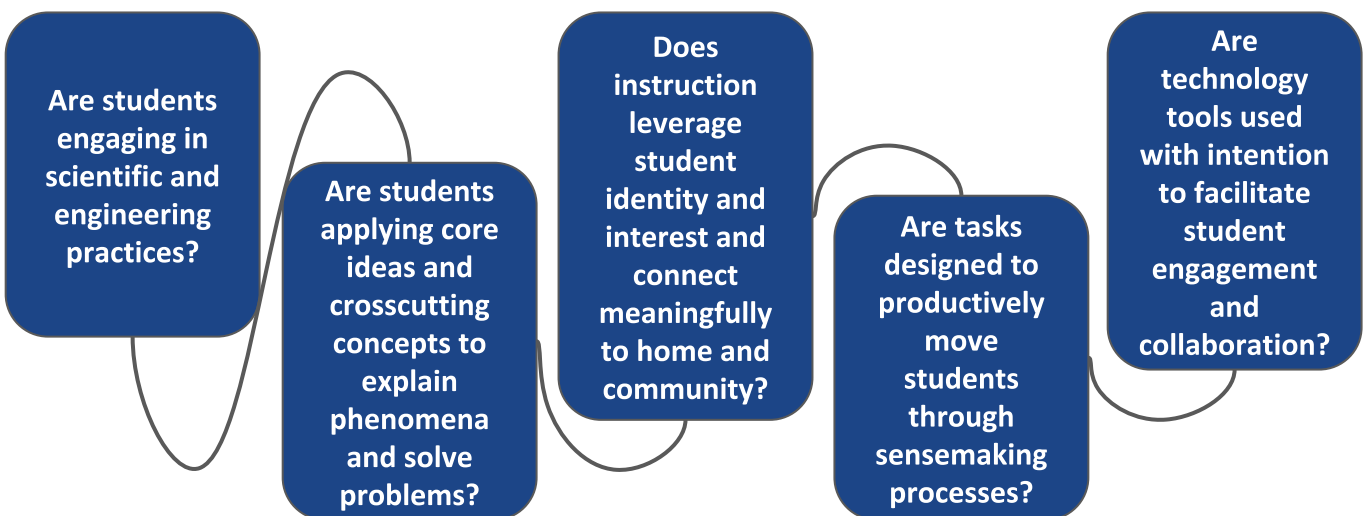 Are students
engaging in
scientific and
engineering
practices?
Are students
applying core
ideas and
crosscutting
concepts to
explain
phenomena
and solve
problems?
Does
instruction
leverage
student
identity and
interest and
connect
meaningfully
to home and
community?
Are tasks
designed to
productively
move
students
through
sensemaking
processes?
Are
technology
tools used
with intention
to facilitate
student
engagement
and
collaboration?